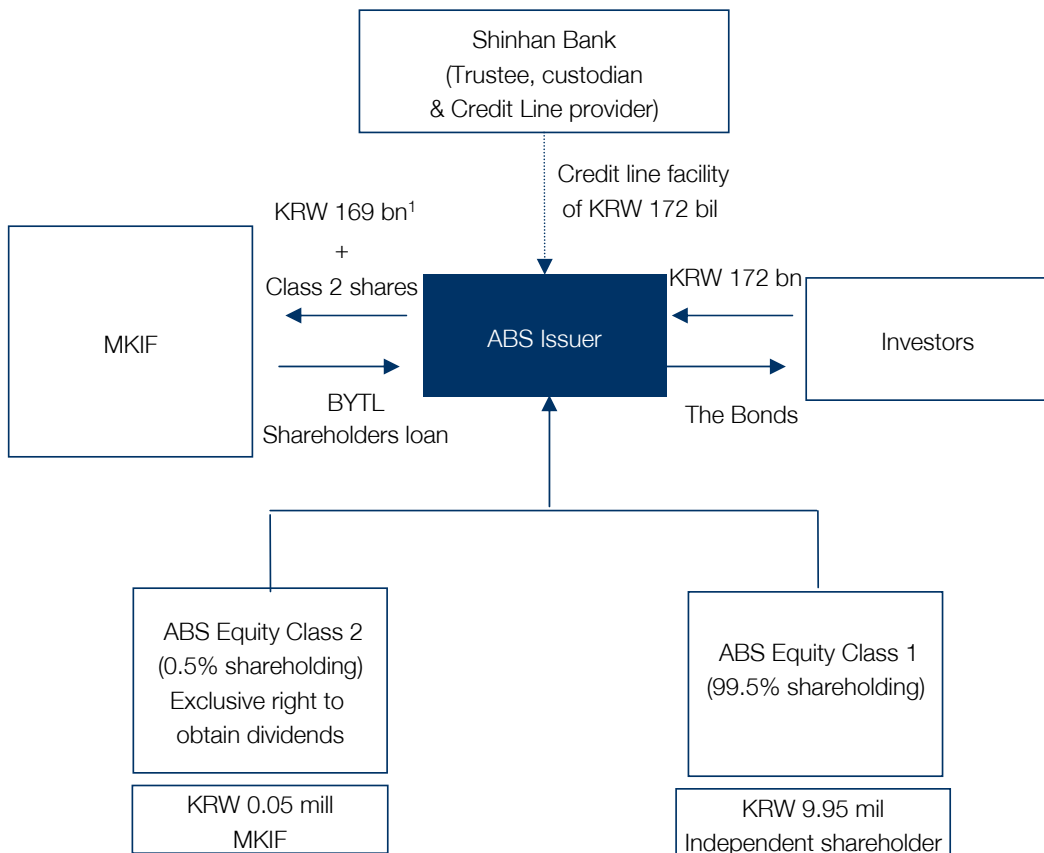 Shinhan Bank
(Trustee, custodian
& Credit Line provider)
Credit line facility
of KRW 172 bil
KRW 169 bn¹
+
Class 2 shares
KRW 172 bn
MKIF
ABS Issuer
Investors
BYTL
Shareholders loan
The Bonds
ABS Equity Class 2
(0.5% shareholding)
Exclusive right to
obtain dividends
ABS Equity Class 1
(99.5% shareholding)
KRW 0.05 mill
MKIF
KRW 9.95 mil
Independent shareholder